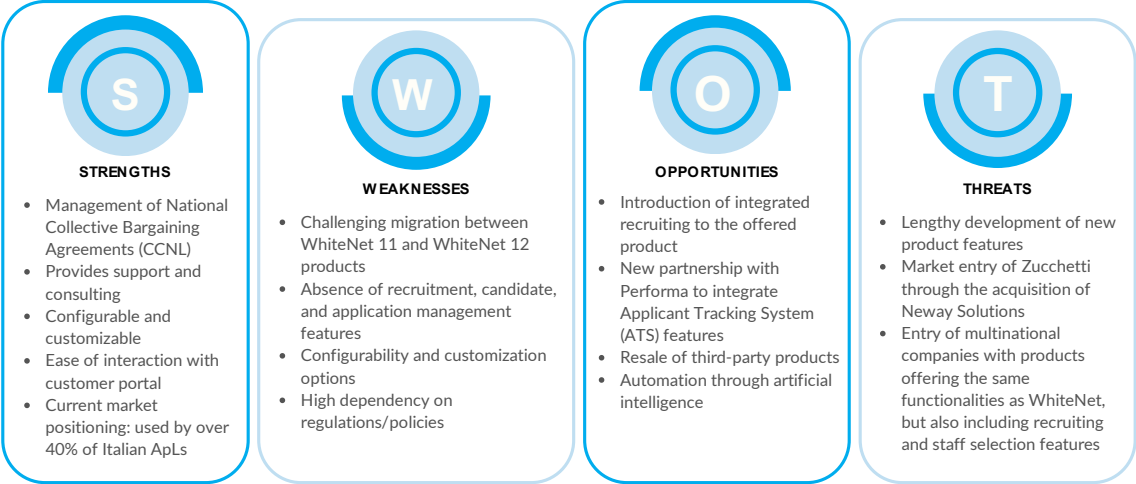 S
STRENGTHS
• Management of National
Collective Bargaining
Agreements (CCNL)
• Provides support and
consulting
• Configurable and
customizable
• Ease of interaction with
customer portal
• Current market
positioning: used by over
40% of Italian ApLs
W
WEAKNESSES
• Challenging migration between
WhiteNet 11 and WhiteNet 12
products
• Absence of recruitment, candidate,
and application management
features
• Configurability and customization
options
• High dependency on
regulations/policies
O
OPPORTUNITIES
• Introduction of integrated
recruiting to the offered
product
• New partnership with
Performa to integrate
Applicant Tracking System
(ATS) features
• Resale of third-party products
• Automation through artificial
intelligence
T
THREATS
• Lengthy development of new
product features
• Market entry of Zucchetti
through the acquisition of
Neway Solutions
• Entry of multinational
companies with products
offering the same
functionalities as WhiteNet,
but also including recruiting
and staff selection features